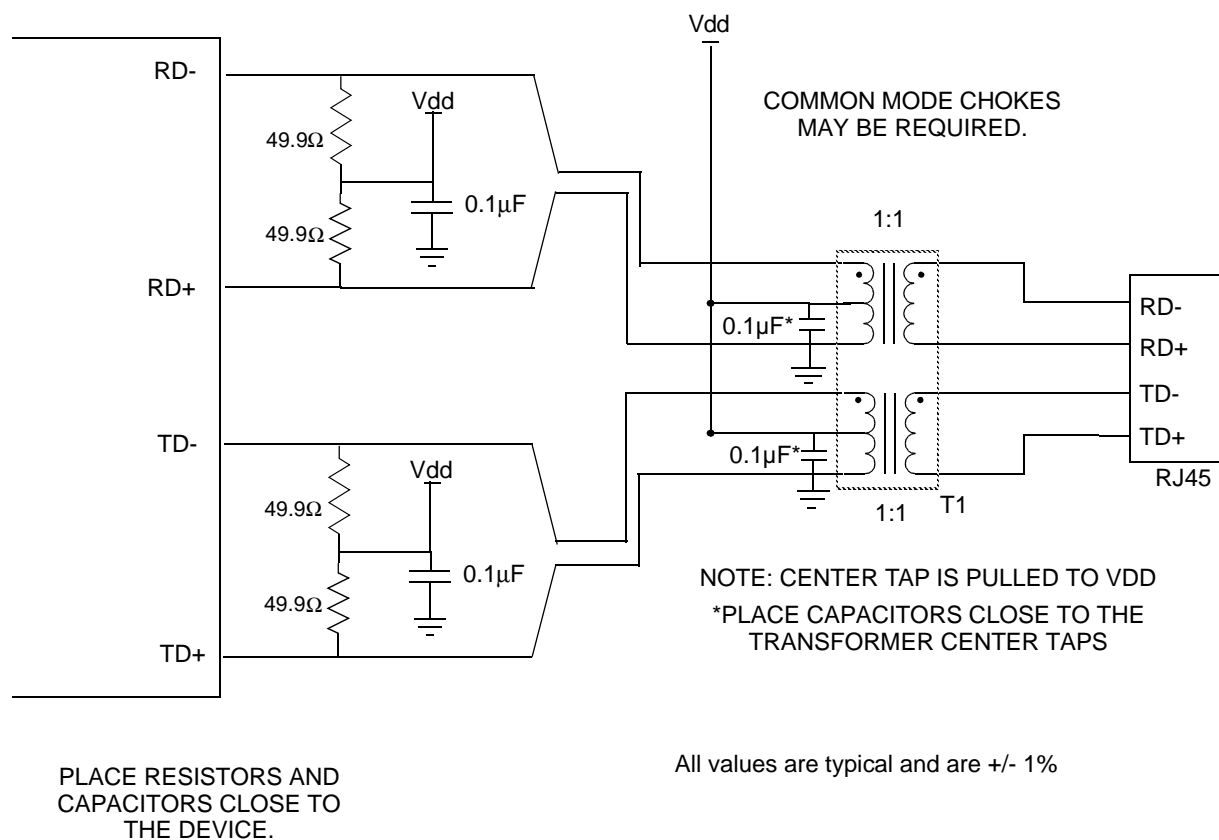 Vdd
RD-
COMMON MODE CHOKES
MAY BE REQUIRED.
Vdd
49.9Ω
0.1µF
1:1
49.9Ω
RD+
RD-
0.1µF*
RD+
TD-
TD-
TD+
0.1µF*
Vdd
RJ45
49.9Ω
1:1
T1
0.1µF
NOTE: CENTER TAP IS PULLED TO VDD
49.9Ω
*PLACE CAPACITORS CLOSE TO THE
TRANSFORMER CENTER TAPS
TD+
All values are typical and are +/- 1%
PLACE RESISTORS AND
CAPACITORS CLOSE TO
THE DEVICE.